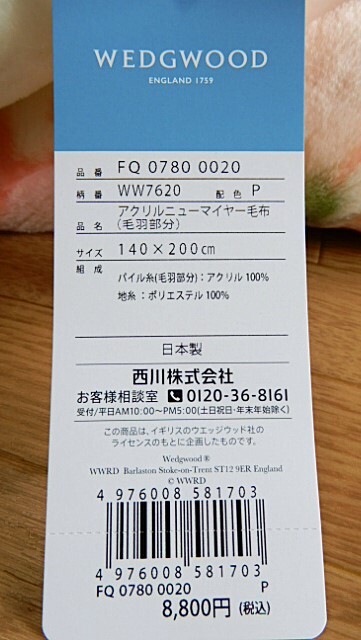 WEDGWOOD
ENGLAND 1759
品番 FQ 0780 0020
柄番 WW7620 配色 P
品名 アクリルニューマイヤー毛布
(毛羽部分)
サイズ 140×200cm
組成
パイル糸(毛羽部分):アクリル100%
地糸:ポリエステル100%
日本製
西川株式会社
お客様相談室 0120-36-8161
受付/平日AM10:00~PM5:00(土日祝日・年末年始除く)
この商品は、イギリスのウエッジウッド社の
ライセンスのもとに企画したものです。
Wedgwood®
WWRD Barlaston Stoke-on-Trent ST12 9ER England
© WWRD
4 976008 581703
4 976008 581703
FQ 0780 0020 P
8,800円 (税込)